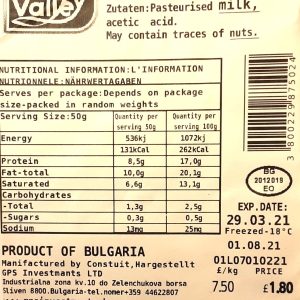 Valley
Zutaten:Pasteurised milk,
acetic acid.
May contain traces of nuts.
NUTRITIONAL INFORMATION:L'INFORMATION
NUTRITIONNELE:NÄHRWERTAGABEN
Serves per package:Depends on package
size-packed in random weights
Serving Size:50g Quantity per serving 50g Quantity per serving 100g
Energy 536kj 1072kj
131kCal 262kCal
Protein 8,5g 17,0g
Fat-total 10,0g 20,1g
Saturated 6,6g 13,1g
Carbohydrates
-Total 1,3g 2,5g
-Sugars 0,3g 0,5g
Sodium 13mg 25mg
3800229875024
BG
2012018
EO
EXP.DATE:
29.03.21
Freezed-18°C
01.08.21
01L07010221
£/kg PRICE
7.50 £1.80
PRODUCT OF BULGARIA
Manufactured by Constuit,Hargestellt
GPS Investments LTD
Industrialna zona kv.10 do Zelenchukova borsa
Sliven 8800.Bulgaria-tel.nomer+359 44622807